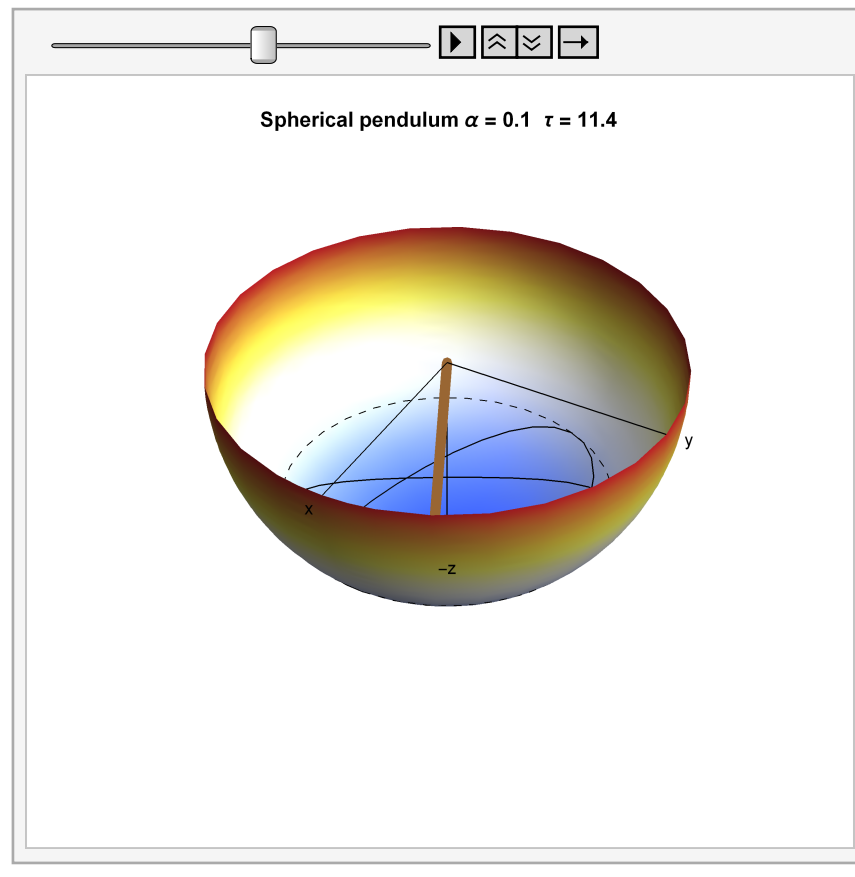 Spherical pendulum α = 0.1 τ = 11.4
y
x
−z